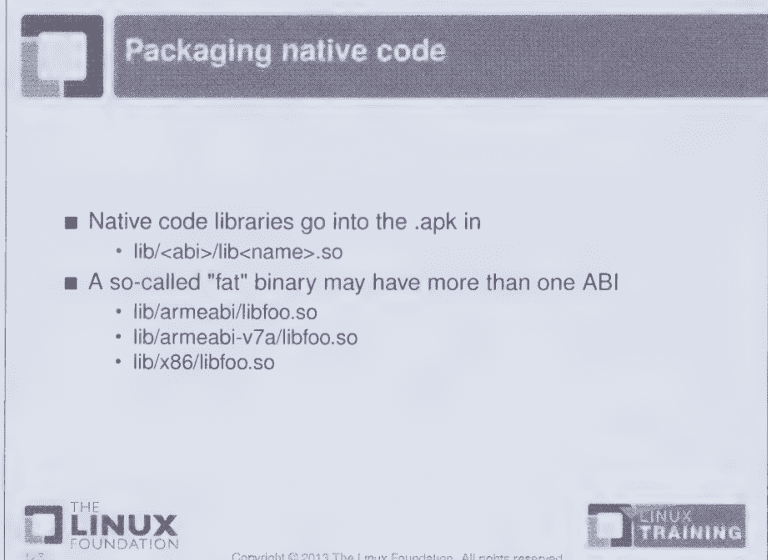 Packaging native code
■ Native code libraries go into the .apk in
• lib/<abi>/lib<name>.so
■ A so-called "fat" binary may have more than one ABI
• lib/armeabi/libfoo.so
• lib/armeabi-v7a/libfoo.so
• lib/x86/libfoo.so
THE
LINUX
FOUNDATION
LINUX
TRAINING
Copyright © 2013 The Linux Foundation. All rights reserved